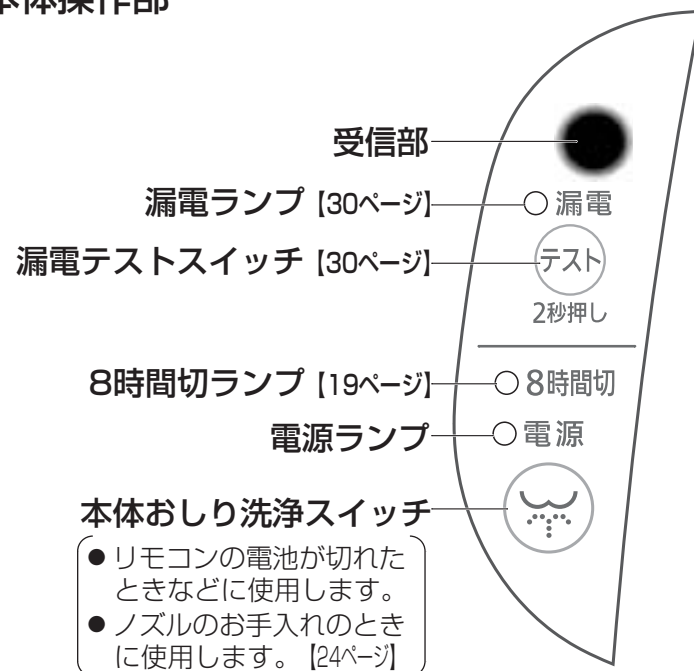 本体操作部
受信部
漏電ランプ【30ページ】
漏電
漏電テストスイッチ【30ページ】
テスト
2秒押し
8時間切ランプ【19ページ】
8時間切
電源ランプ
電源
本体おしり洗浄スイッチ
●リモコンの電池が切れた
ときなどに使用します。
●ノズルのお手入れのとき
に使用します。【24ページ】